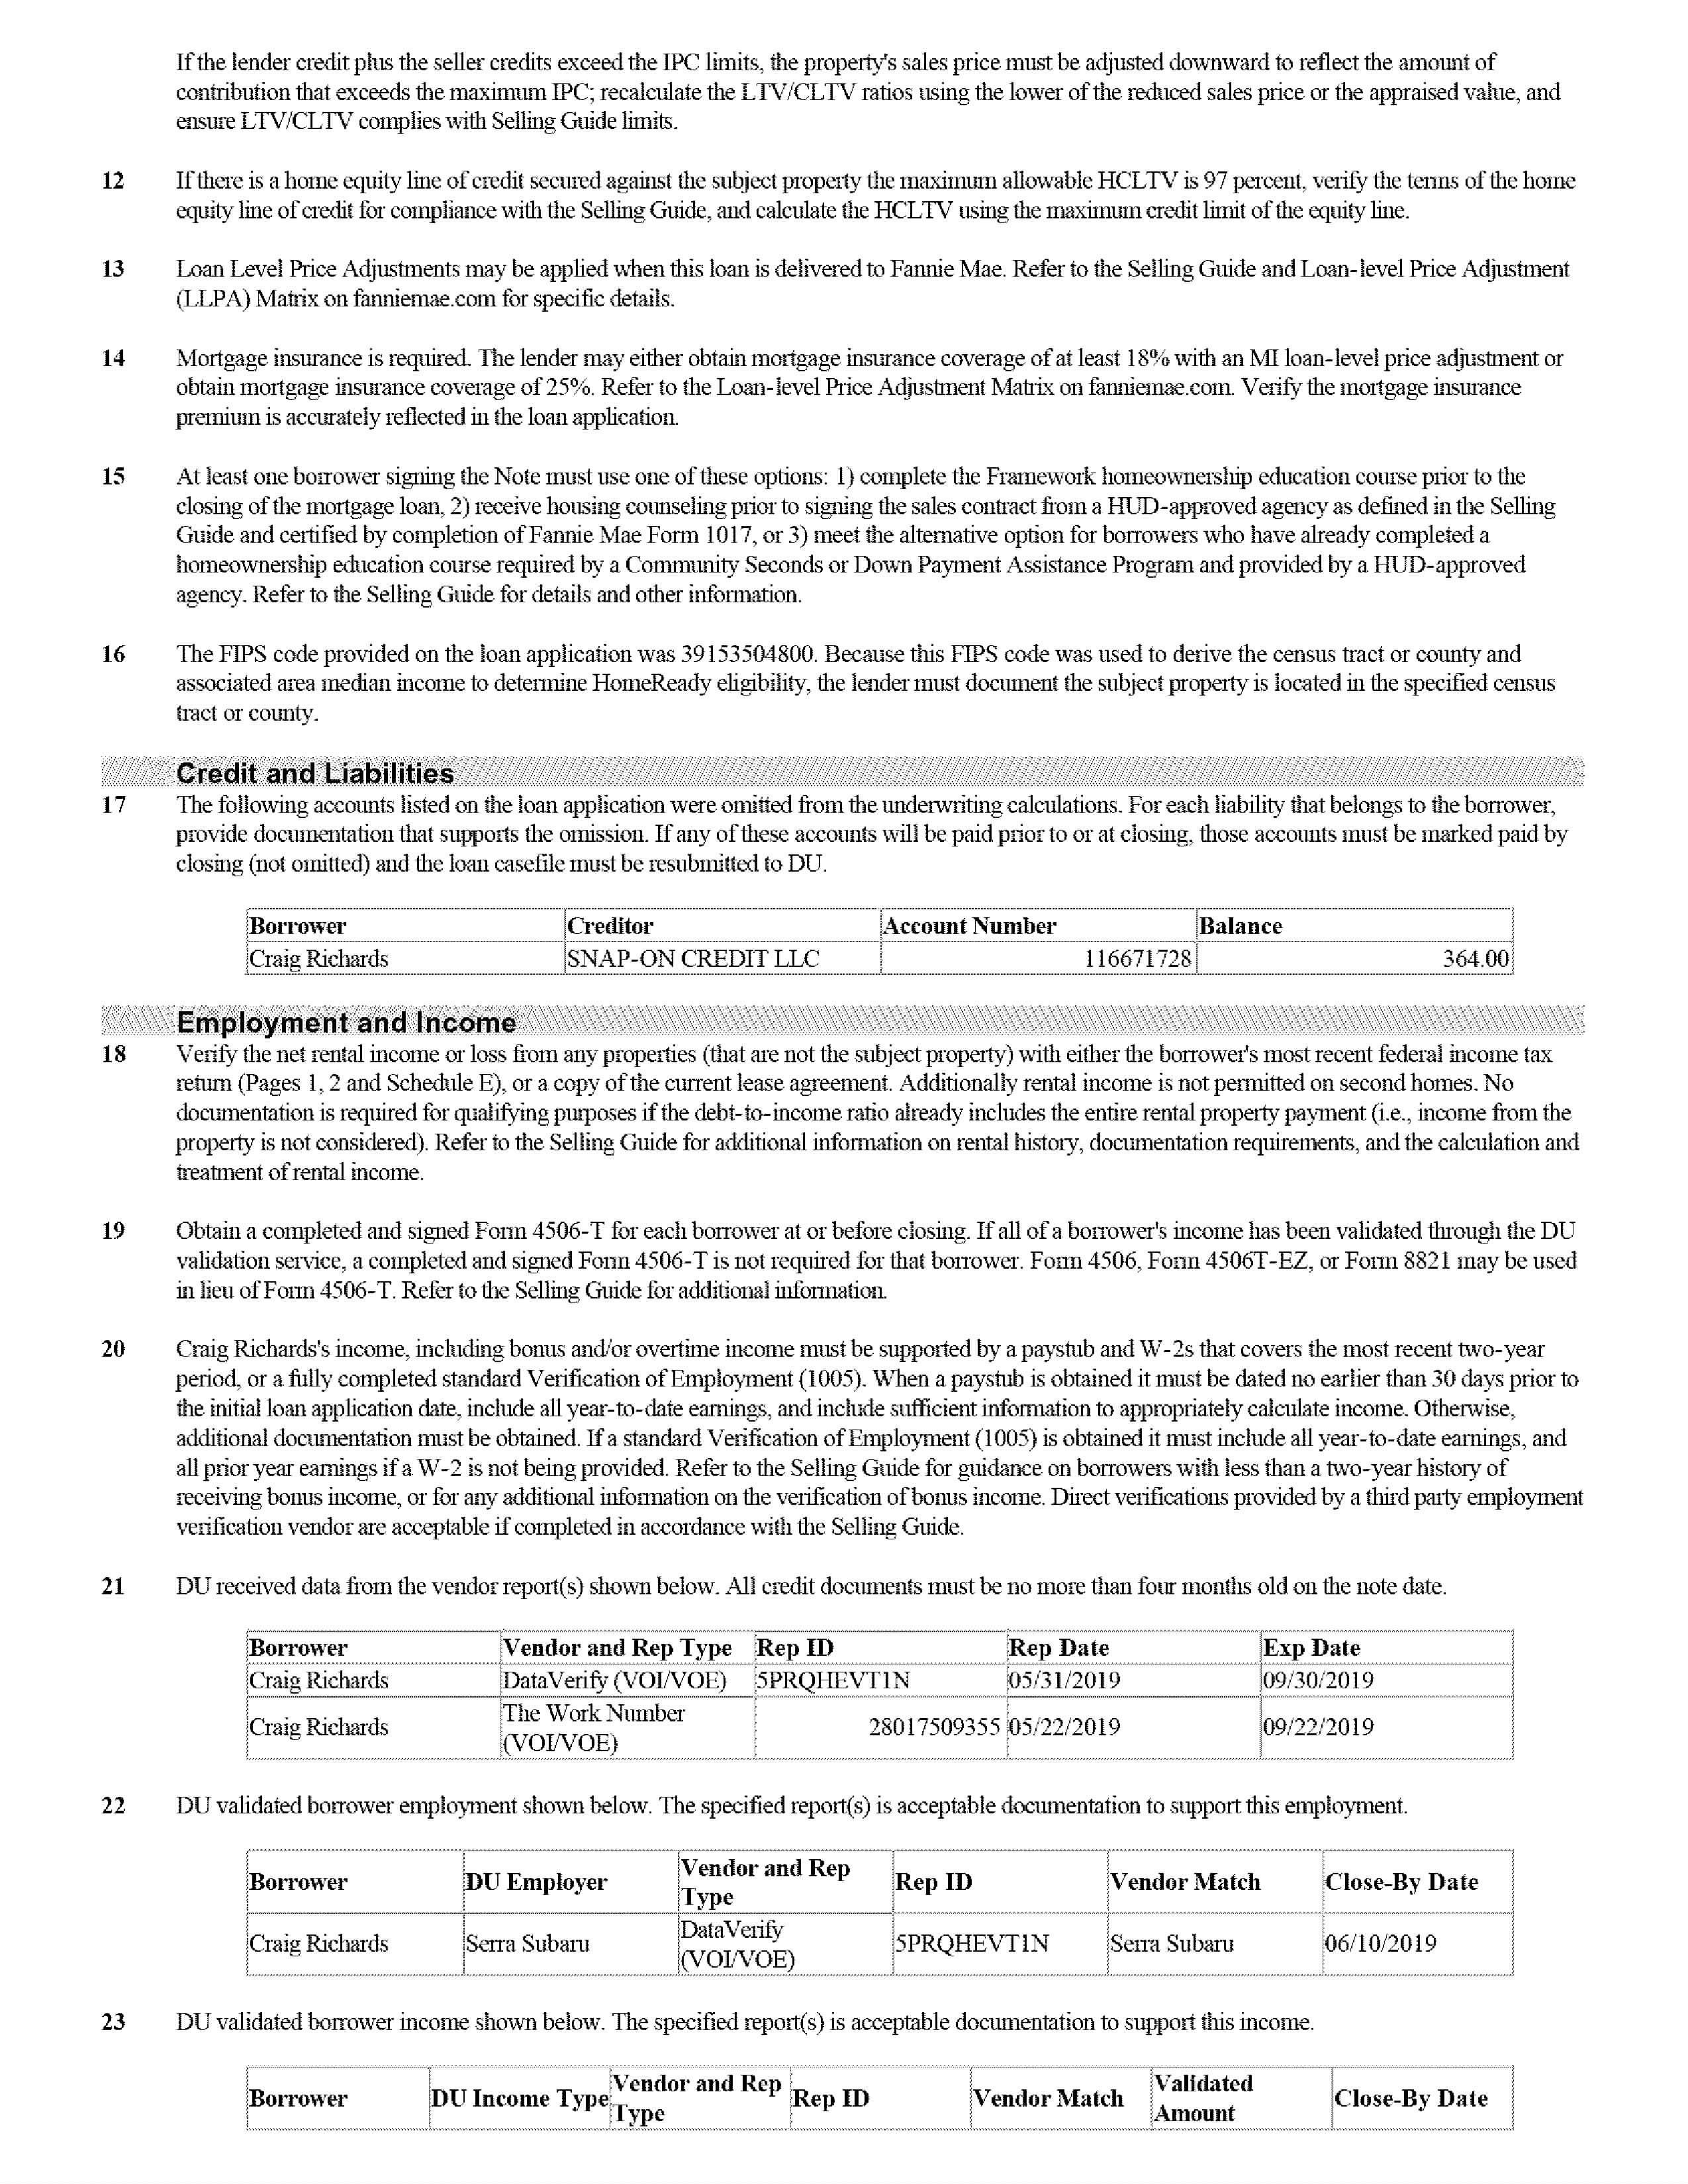 If the lender credit plus the seller credits exceed the IPC limits, the property's sales price must be adjusted downward to reflect the amount of
contribution that exceeds the maximum IPC; recalculate the LTV/CLTV ratios using the lower of the reduced sales price or the appraised value, and
ensure LTV/CLTV complies with Selling Guide limits.
12 If there is a home equity line of credit secured against the subject property the maximum allowable HCLTV is 97 percent, verify the terms of the home
equity line of credit for compliance with the Selling Guide, and calculate the HCLTV using the maximum credit limit of the equity line.
13 Loan Level Price Adjustments may be applied when this loan is delivered to Fannie Mae. Refer to the Selling Guide and Loan-level Price Adjustment
(LLPA) Matrix on fanniemae.com for specific details.
14 Mortgage insurance is required. The lender may either obtain mortgage insurance coverage of at least 18% with an MI loan-level price adjustment or
obtain mortgage insurance coverage of 25%. Refer to the Loan-level Price Adjustment Matrix on fanniemae.com. Verify the mortgage insurance
premium is accurately reflected in the loan application.
15 At least one borrower signing the Note must use one of these options: 1) complete the Framework homeownership education course prior to the
closing of the mortgage loan, 2) receive housing counseling prior to signing the sales contract from a HUD-approved agency as defined in the Selling
Guide and certified by completion of Fannie Mae Form 1017, or 3) meet the alternative option for borrowers who have already completed a
homeownership education course required by a Community Seconds or Down Payment Assistance Program and provided by a HUD-approved
agency. Refer to the Selling Guide for details and other information.
16 The FIPS code provided on the loan application was 39153504800. Because this FIPS code was used to derive the census tract or county and
associated area median income to determine HomeReady eligibility, the lender must document the subject property is located in the specified census
tract or county.
Credit and Liabilities
17 The following accounts listed on the loan application were omitted from the underwriting calculations. For each liability that belongs to the borrower,
provide documentation that supports the omission. If any of these accounts will be paid prior to or at closing, those accounts must be marked paid by
closing (not omitted) and the loan casefile must be resubmitted to DU.
Borrower Creditor Account Number Balance
Craig Richards SNAP-ON CREDIT LLC 116671728 364.00
Employment and Income
18 Verify the net rental income or loss from any properties (that are not the subject property) with either the borrower's most recent federal income tax
return (Pages 1, 2 and Schedule E), or a copy of the current lease agreement. Additionally rental income is not permitted on second homes. No
documentation is required for qualifying purposes if the debt-to-income ratio already includes the entire rental property payment (i.e., income from the
property is not considered). Refer to the Selling Guide for additional information on rental history, documentation requirements, and the calculation and
treatment of rental income.
19 Obtain a completed and signed Form 4506-T for each borrower at or before closing. If all of a borrower's income has been validated through the DU
validation service, a completed and signed Form 4506-T is not required for that borrower. Form 4506, Form 4506T-EZ, or Form 8821 may be used
in lieu of Form 4506-T. Refer to the Selling Guide for additional information.
20 Craig Richards's income, including bonus and/or overtime income must be supported by a paystub and W-2s that covers the most recent two-year
period, or a fully completed standard Verification of Employment (1005). When a paystub is obtained it must be dated no earlier than 30 days prior to
the initial loan application date, include all year-to-date earnings, and include sufficient information to appropriately calculate income. Otherwise,
additional documentation must be obtained. If a standard Verification of Employment (1005) is obtained it must include all year-to-date earnings, and
all prior year earnings if a W-2 is not being provided. Refer to the Selling Guide for guidance on borrowers with less than a two-year history of
receiving bonus income, or for any additional information on the verification of bonus income. Direct verifications provided by a third party employment
verification vendor are acceptable if completed in accordance with the Selling Guide.
21 DU received data from the vendor report(s) shown below. All credit documents must be no more than four months old on the note date.
Borrower Vendor and Rep Type Rep ID Rep Date Exp Date
Craig Richards DataVerify (VOI/VOE) 5PRQHEVT1N 05/31/2019 09/30/2019
Craig Richards The Work Number
(VOI/VOE) 28017509355 05/22/2019 09/22/2019
22 DU validated borrower employment shown below. The specified report(s) is acceptable documentation to support this employment.
Borrower DU Employer Vendor and Rep
Type Rep ID Vendor Match Close-By Date
Craig Richards Serra Subaru DataVerify
(VOI/VOE) 5PRQHEVT1N Serra Subaru 06/10/2019
23 DU validated borrower income shown below. The specified report(s) is acceptable documentation to support this income.
Borrower DU Income Type Vendor and Rep
Type Rep ID Vendor Match Validated
Amount Close-By Date